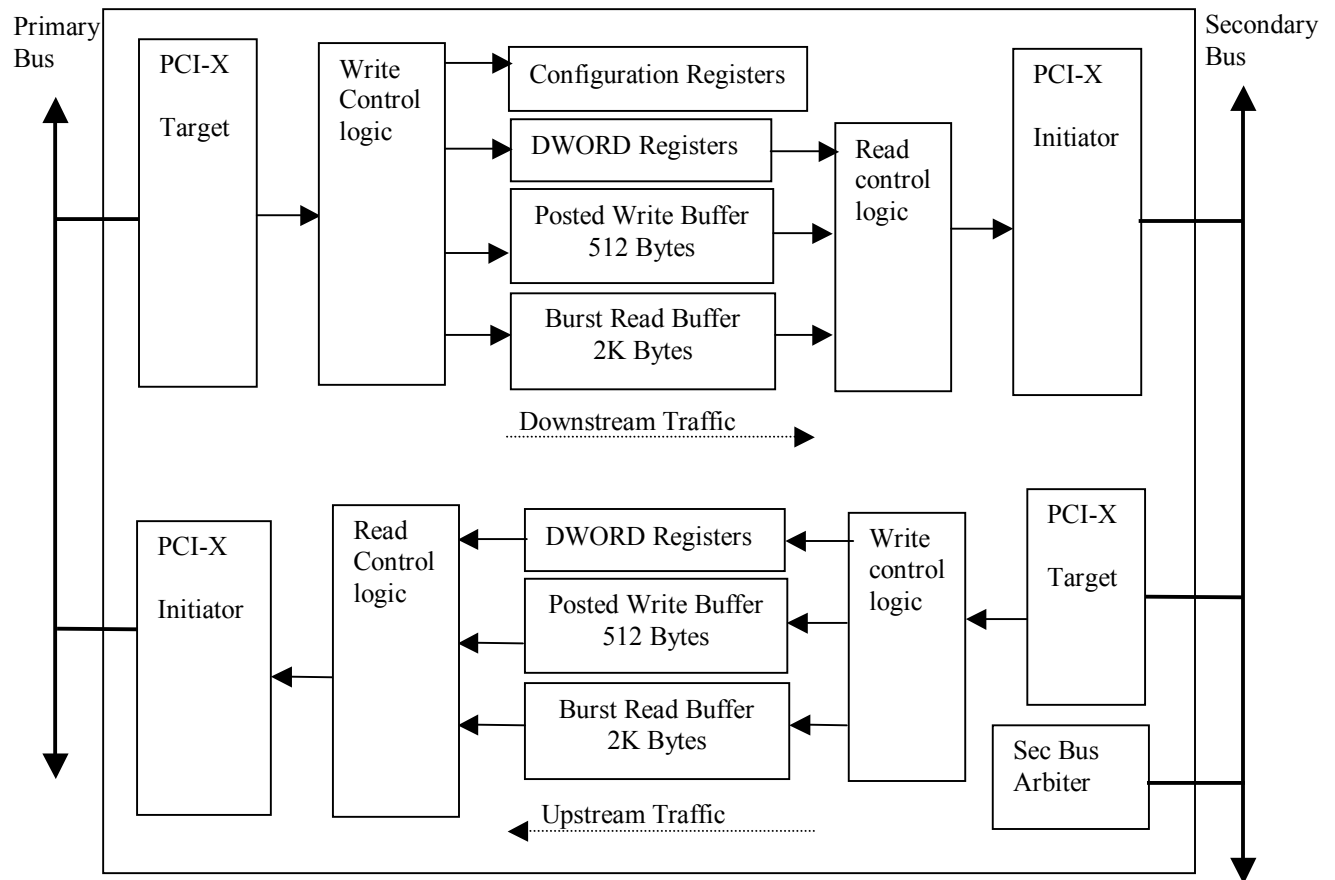 Primary
Bus
PCI-X
Target
Write
Control
logic
Configuration Registers
DWORD Registers
Posted Write Buffer
512 Bytes
Burst Read Buffer
2K Bytes
Read
control
logic
PCI-X
Initiator
Secondary
Bus
Downstream Traffic
PCI-X
Initiator
Read
Control
logic
DWORD Registers
Posted Write Buffer
512 Bytes
Burst Read Buffer
2K Bytes
Write
control
logic
PCI-X
Target
Sec Bus
Arbiter
Upstream Traffic